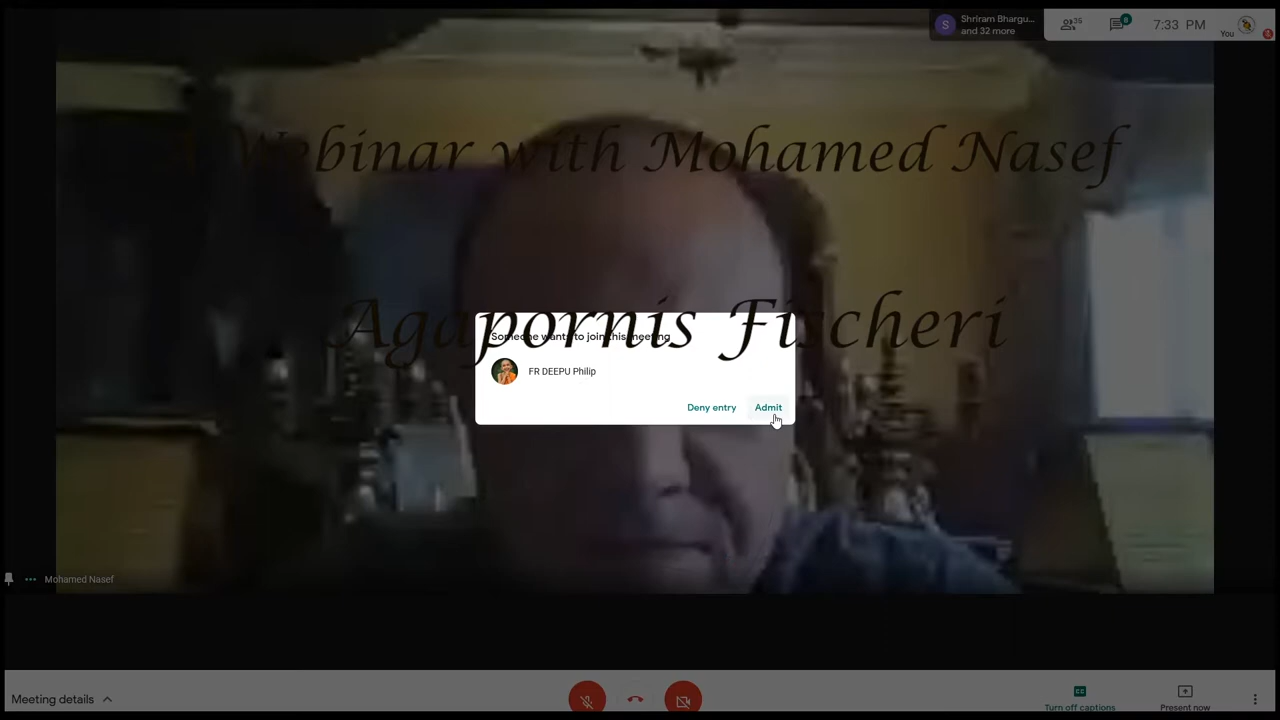 Shriram Bhargu...
and 32 more
35
8
7:33 PM
You
S
Webinar with Mohamed Nasef
Agapornis Fischeri
Someone wants to join this meeting
FR DEEPU Philip
Deny entry
Admit
Mohamed Nasef
Meeting details
CC
Turn off captions
Present now